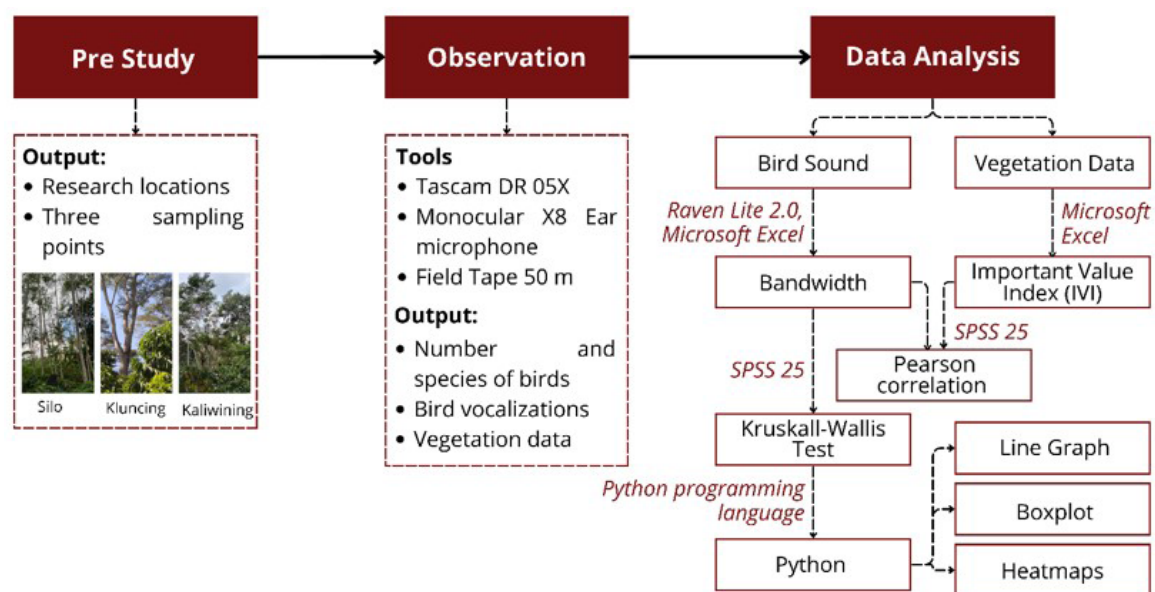 Pre Study
Output:
• Research locations
• Three sampling
points
Silo
Kluncing
Kaliwining
Observation
Tools
• Tascam DR 05X
• Monocular X8 Ear
microphone
• Field Tape 50 m
Output:
• Number and
species of birds
• Bird vocalizations
• Vegetation data
Data Analysis
Bird Sound
Vegetation Data
Raven Lite 2.0,
Microsoft Excel
Microsoft
Excel
Bandwidth
Important Value
Index (IVI)
SPSS 25
SPSS 25
Pearson
correlation
Kruskall-Wallis
Test
Python programming
language
Python
Line Graph
Boxplot
Heatmaps